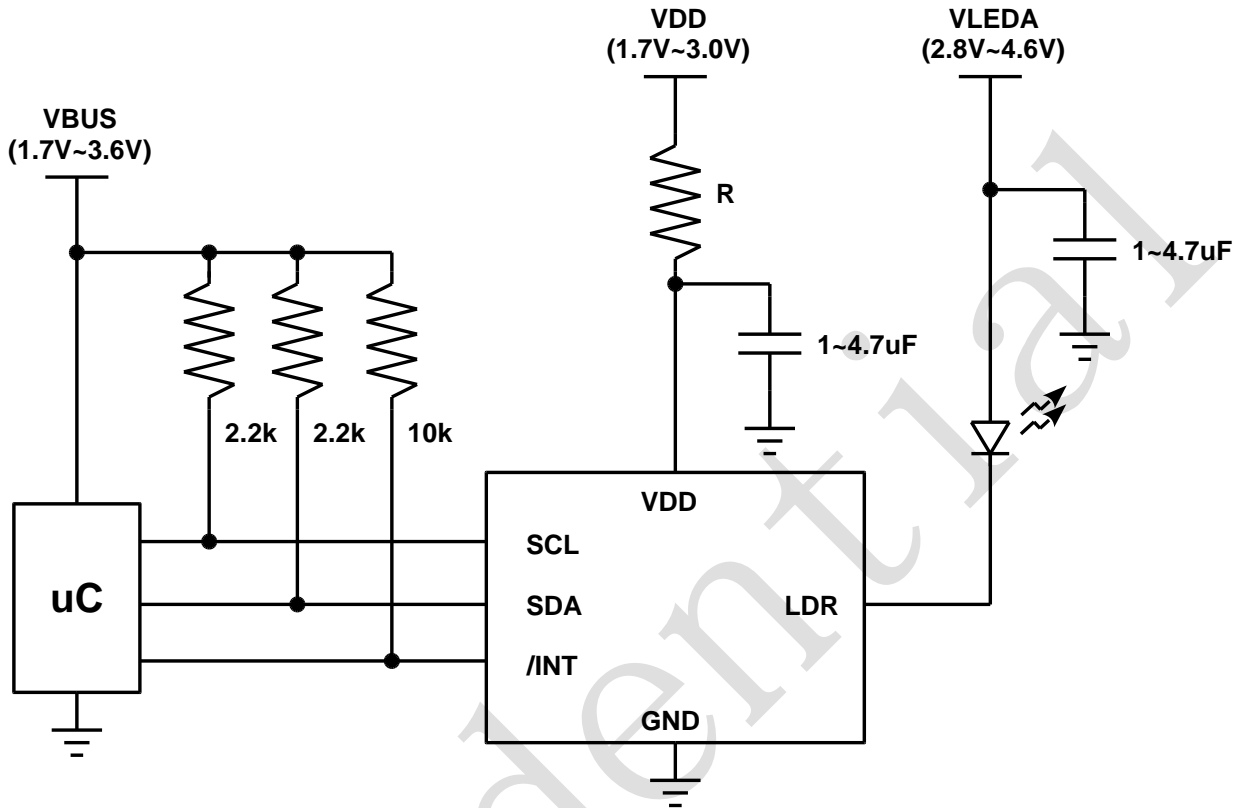 VDD
(1.7V~3.0V)
VLEDA
(2.8V~4.6V)
VBUS
(1.7V~3.6V)
R
1~4.7uF
1~4.7uF
2.2k
2.2k
10k
VDD
SCL
uC
SDA
LDR
/INT
GND
dential